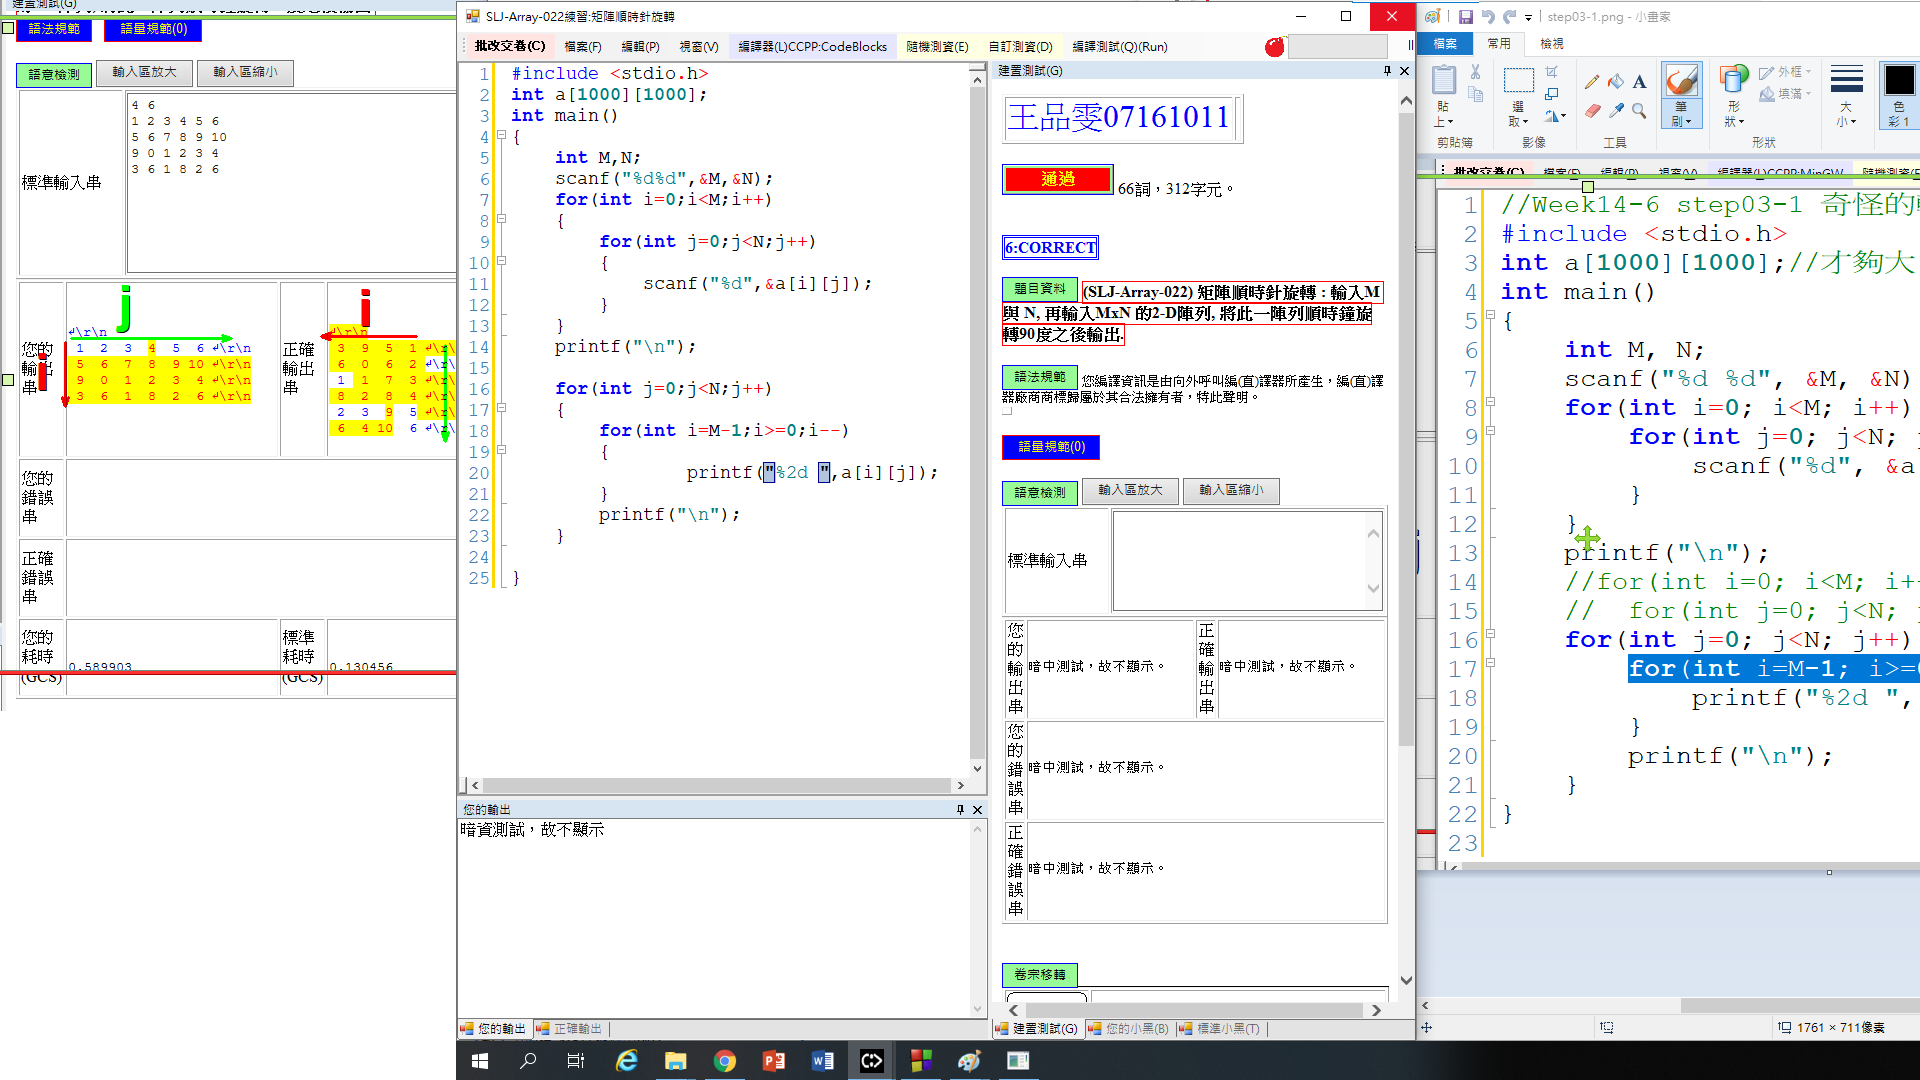 建置測試(G)
語法規範
語量規範(0)
語意檢測
輸入區放大
輸入區縮小
標準輸入串
4 6
1 2 3 4 5 6
5 6 7 8 9 10
9 0 1 2 3 4
3 6 1 8 2 6
j
i
您的輸出串
↲\r\n
1 2 3 4 5 6 ↲\r\n
5 6 7 8 9 10 ↲\r\n
9 0 1 2 3 4 ↲\r\n
3 6 1 8 2 6 ↲\r\n
i
正確輸出串
↲\r\n
3 9 5 1 ↲\r\
6 0 6 2 ↲\r\
1 1 7 3 ↲\r\
8 2 8 4 ↲\r\
2 3 9 5 ↲\r\
6 4 10 6 ↲\r\
您的錯誤串
正確錯誤串
您的耗時(GCS)
0.589903
標準耗時(GCS)
0.130456
SLJ-Array-022練習:矩陣順時針旋轉
批改交卷(C) 檔案(F) 編輯(P) 視窗(V) 編譯器(L)CCPP:CodeBlocks 隨機測資(E) 自訂測資(D) 編譯測試(Q)(Run)
1 #include <stdio.h>
2 int a[1000][1000];
3 int main()
4 {
5 int M,N;
6 scanf("%d%d",&M,&N);
7 for(int i=0;i<M;i++)
8 {
9 for(int j=0;j<N;j++)
10 {
11 scanf("%d",&a[i][j]);
12 }
13 }
14 printf("\n");
15
16 for(int j=0;j<N;j++)
17 {
18 for(int i=M-1;i>=0;i--)
19 {
20 printf("%2d ",a[i][j]);
21 }
22 printf("\n");
23 }
24
25 }
您的輸出
暗資測試，故不顯示
您的輸出 正確輸出
建置測試(G)
王品雯07161011
通過 66詞，312字元。
6:CORRECT
題目資料 (SLJ-Array-022) 矩陣順時針旋轉 : 輸入M
與 N, 再輸入MxN 的2-D陣列, 將此一陣列順時鐘旋
轉90度之後輸出.
語法規範 您編譯資訊是由向外呼叫編(直)譯器所產生，編(直)譯
器廠商商標歸屬於其合法擁有者，特此聲明。
語量規範(0)
語意檢測 輸入區放大 輸入區縮小
標準輸入串
您的輸出串 暗中測試，故不顯示。 正確輸出串 暗中測試，故不顯示。
您的錯誤串 暗中測試，故不顯示。
正確錯誤串 暗中測試，故不顯示。
卷宗移轉
建置測試(G) 您的小黑(B) 標準小黑(T)
step03-1.png - 小畫家
檔案 常用 檢視
貼上 選取 筆刷 形狀 外框 填滿 大小 色彩 1
剪貼簿 影像 工具 形狀
批改交卷(C) 檔案(F) 編輯(P) 視窗(V) 編譯器(L)CCPP:MinGW 隨機測資(E
1 //Week14-6 step03-1 奇怪的
2 #include <stdio.h>
3 int a[1000][1000];//才夠大
4 int main()
5 {
6 int M, N;
7 scanf("%d %d", &M, &N)
8 for(int i=0; i<M; i++)
9 for(int j=0; j<N;
10 scanf("%d", &a
11 }
12 }
13 printf("\n");
14 //for(int i=0; i<M; i+
15 // for(int j=0; j<N;
16 for(int j=0; j<N; j++)
17 for(int i=M-1; i>=
18 printf("%2d ",
19 }
20 printf("\n");
21 }
22 }
23
1761 × 711像素